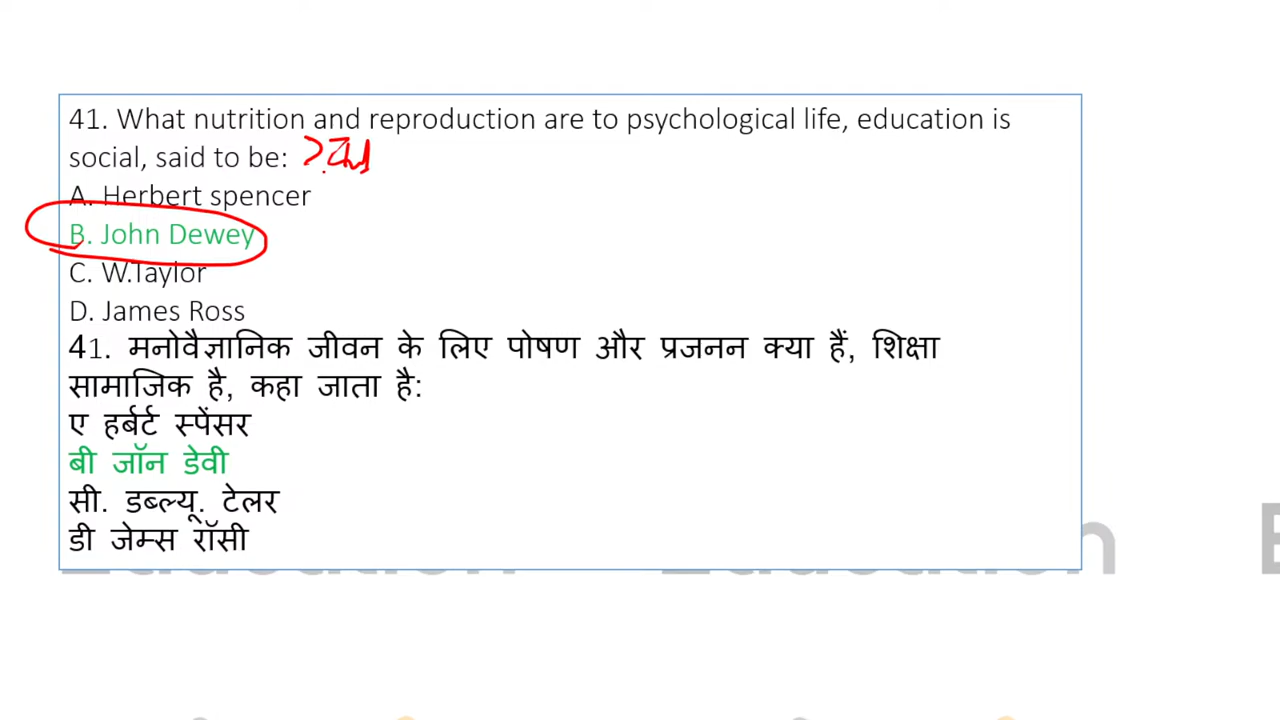 41. What nutrition and reproduction are to psychological life, education is
social, said to be:
A. Herbert spencer
B. John Dewey
C. W.Taylor
D. James Ross
41. मनोवैज्ञानिक जीवन के लिए पोषण और प्रजनन क्या हैं, शिक्षा
सामाजिक है, कहा जाता है:
ए हर्बर्ट स्पेंसर
बी जॉन डेवी
सी. डब्ल्यू. टेलर
डी जेम्स रॉसी